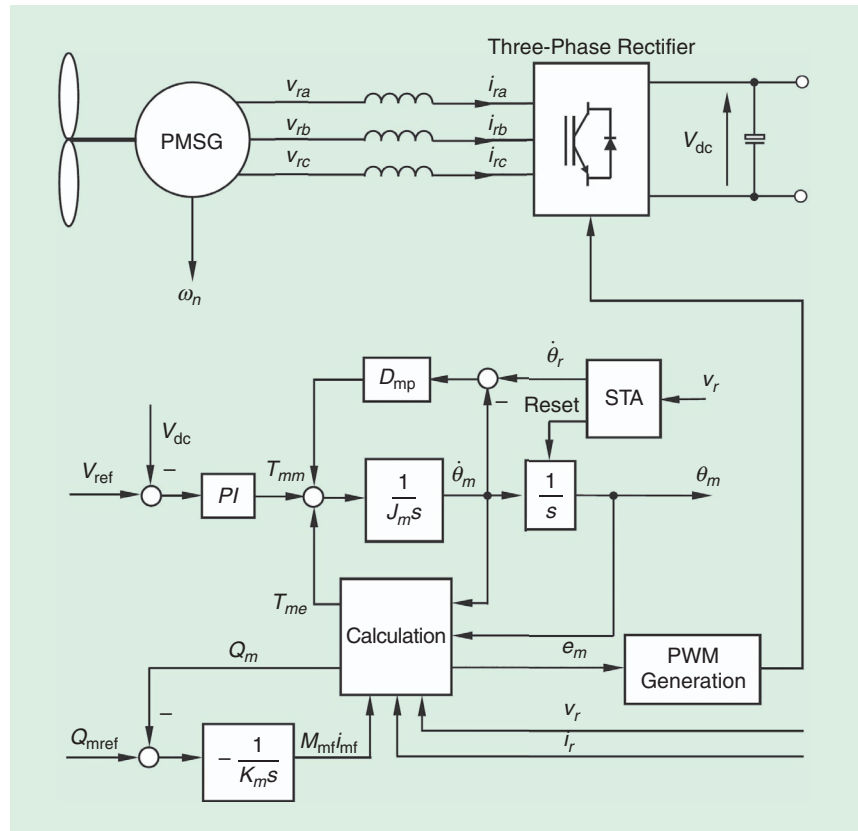 Three-Phase Rectifier
v_ra
i_ra
PMSG
v_rb
i_rb
V_dc
v_rc
i_rc
ω_n
θ̇_r
D_mp
STA
v_r
–
Reset
V_dc
V_ref
–
T_mm
θ̇_m
θ_m
PI
1/(J_m s)
1/s
T_me
Calculation
Q_m
e_m
PWM
Generation
–
v_r
Q_mref
M_mf i_mf
i_r
– 1/(K_m s)